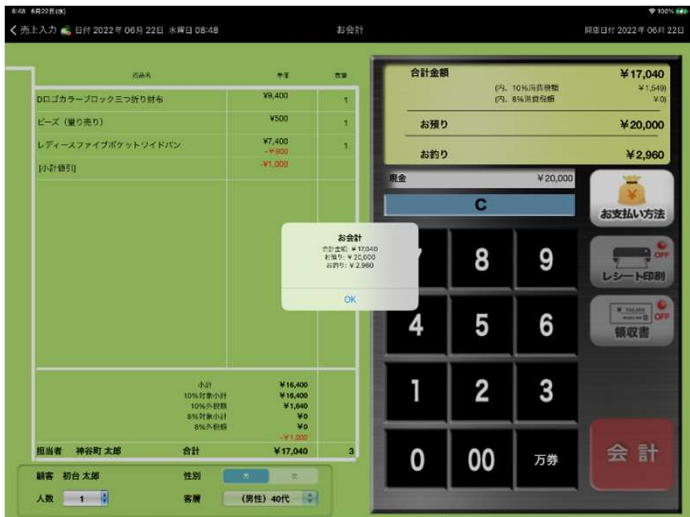 8:48 6月22日(水)
100%
売上入力 日付 2022年06月22日 水曜日 08:48
お会計
開店日付 2022年06月22日
商品名 単価 数量
Dロゴカラーブロック三つ折り財布 ¥9,400 1
ビーズ（量り売り） ¥500 1
レディースファイブポケットワイドパン ¥7,400 1
-¥900
[小計値引] -¥1,000
小計 ¥16,400
10%対象小計 ¥16,400
10%外税額 ¥1,640
8%対象小計 ¥0
8%外税額 ¥0
-¥1,000
担当者 神谷町 太郎 合計 ¥17,040 3
顧客 初台 太郎 性別 男 女
人数 1 客層 (男性) 40代
合計金額 ¥17,040
(内、10%消費税額 ¥1,549)
(内、8%消費税額 ¥0)
お預り ¥20,000
お釣り ¥2,960
現金 ¥20,000
C
お支払い方法
7 8 9
OFF
レシート印刷
4 5 6
OFF
領収書
1 2 3
0 00 万券
会計
お会計
合計金額: ¥17,040
お預り: ¥20,000
お釣り: ¥2,960
OK